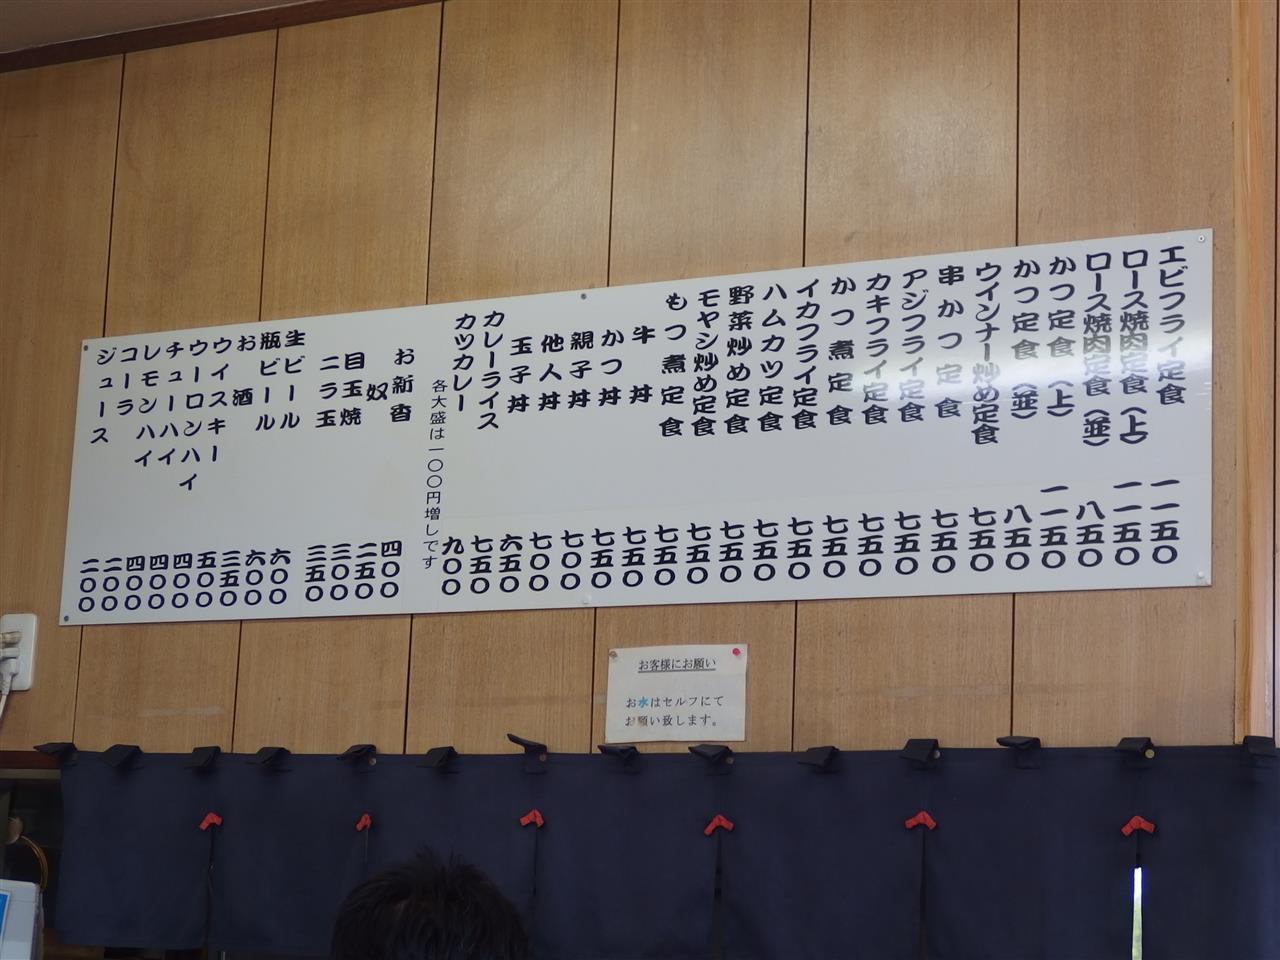 エビフライ定食 一一五〇
ロース焼肉定食（上） 一一五〇
ロース焼肉定食（並） 八五〇
かつ定食（上） 一一五〇
かつ定食（並） 八五〇
ウインナー炒め定食 七五〇
串かつ定食 七五〇
アジフライ定食 七五〇
カキフライ定食 七五〇
かつ煮定食 七五〇
イカフライ定食 七五〇
ハムカツ定食 七五〇
野菜炒め定食 七五〇
モヤシ炒め定食 七五〇
もつ煮定食 七五〇
牛丼 七五〇
かつ丼 七五〇
親子丼 七〇〇
他人丼 七〇〇
玉子丼 六五〇
カレーライス 七五〇
カツカレー 九〇〇
各大盛は一〇〇円増しです
お新香 四〇〇
奴 二五〇
目玉焼 三〇〇
ニラ玉 三五〇
生ビール 六〇〇
瓶ビール 六〇〇
お酒 三五〇
ウイスキー 五〇〇
ウーロンハイ 四〇〇
チューハイ 四〇〇
レモンハイ 四〇〇
コーラ 二〇〇
ジュース 二〇〇
お客様にお願い
お水はセルフにて
お願い致します。